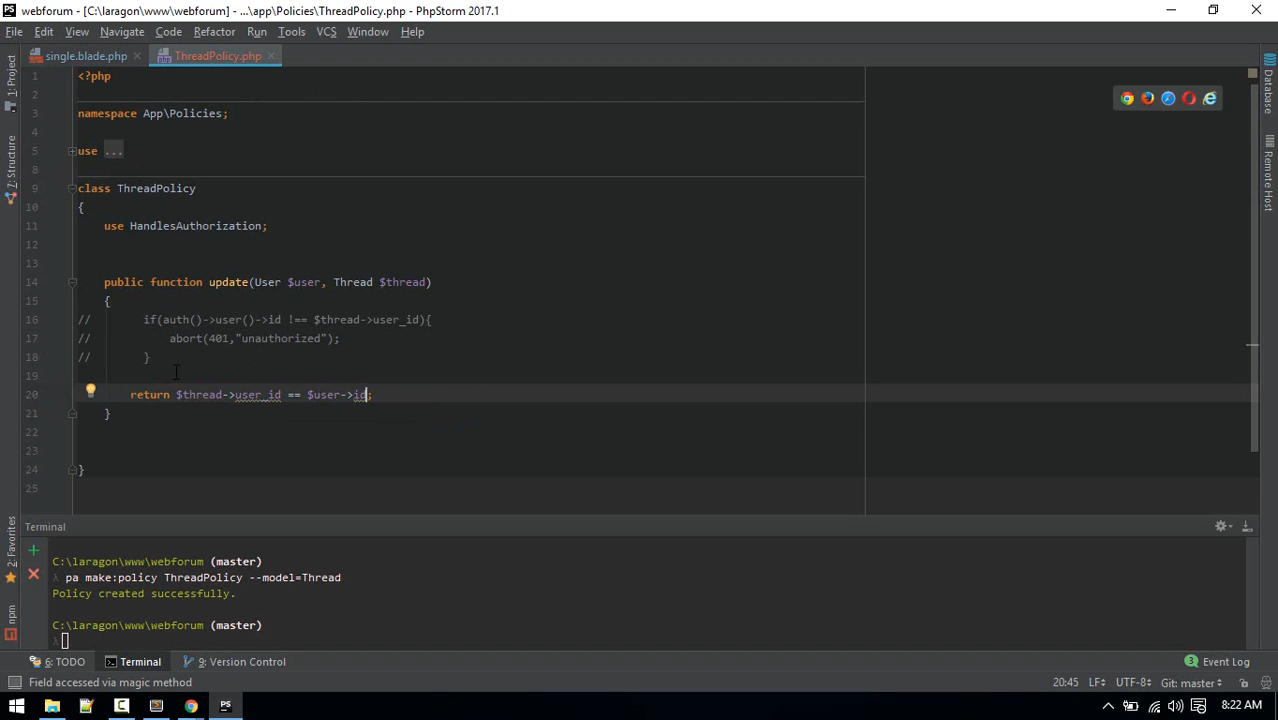 webforum - [C:\laragon\www\webforum] - ...\app\Policies\ThreadPolicy.php - PhpStorm 2017.1
File Edit View Navigate Code Refactor Run Tools VCS Window Help
single.blade.php ThreadPolicy.php
1: Project
7: Structure
2: Favorites
npm
Database
Remote Host
1 <?php
2
3 namespace App\Policies;
4
5 use ...
8
9 class ThreadPolicy
10 {
11 use HandlesAuthorization;
12
13
14 public function update(User $user, Thread $thread)
15 {
16 // if(auth()->user()->id !== $thread->user_id){
17 // abort(401,"unauthorized");
18 // }
19
20 return $thread->user_id == $user->id;
21 }
22
23
24 }
25
Terminal
C:\laragon\www\webforum (master)
λ pa make:policy ThreadPolicy --model=Thread
Policy created successfully.
C:\laragon\www\webforum (master)
λ
6: TODO Terminal 9: Version Control 3 Event Log
Field accessed via magic method 20:45 LF÷ UTF-8÷ Git: master÷
8:22 AM